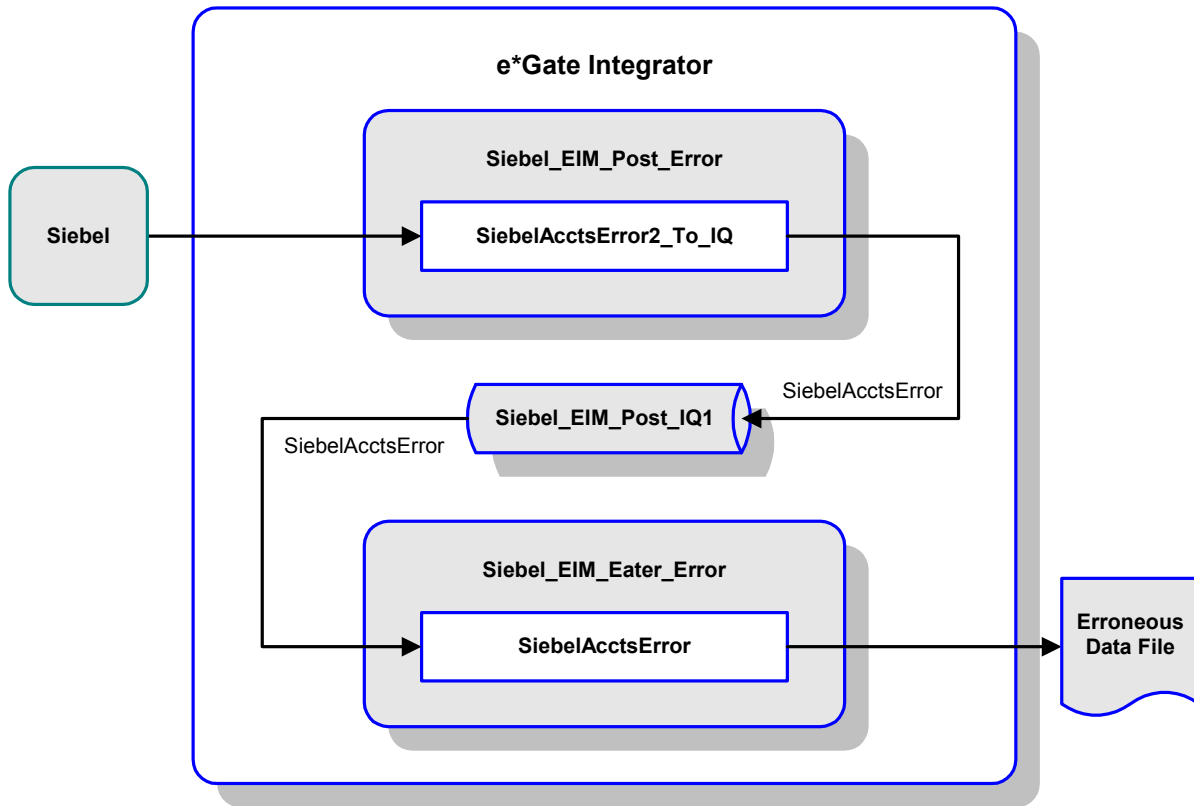 e*Gate Integrator
Siebel_EIM_Post_Error
Siebel
SiebelAcctsError2_To_IQ
SiebelAcctsError
Siebel_EIM_Post_IQ1
SiebelAcctsError
Siebel_EIM_Eater_Error
SiebelAcctsError
Erroneous
Data File